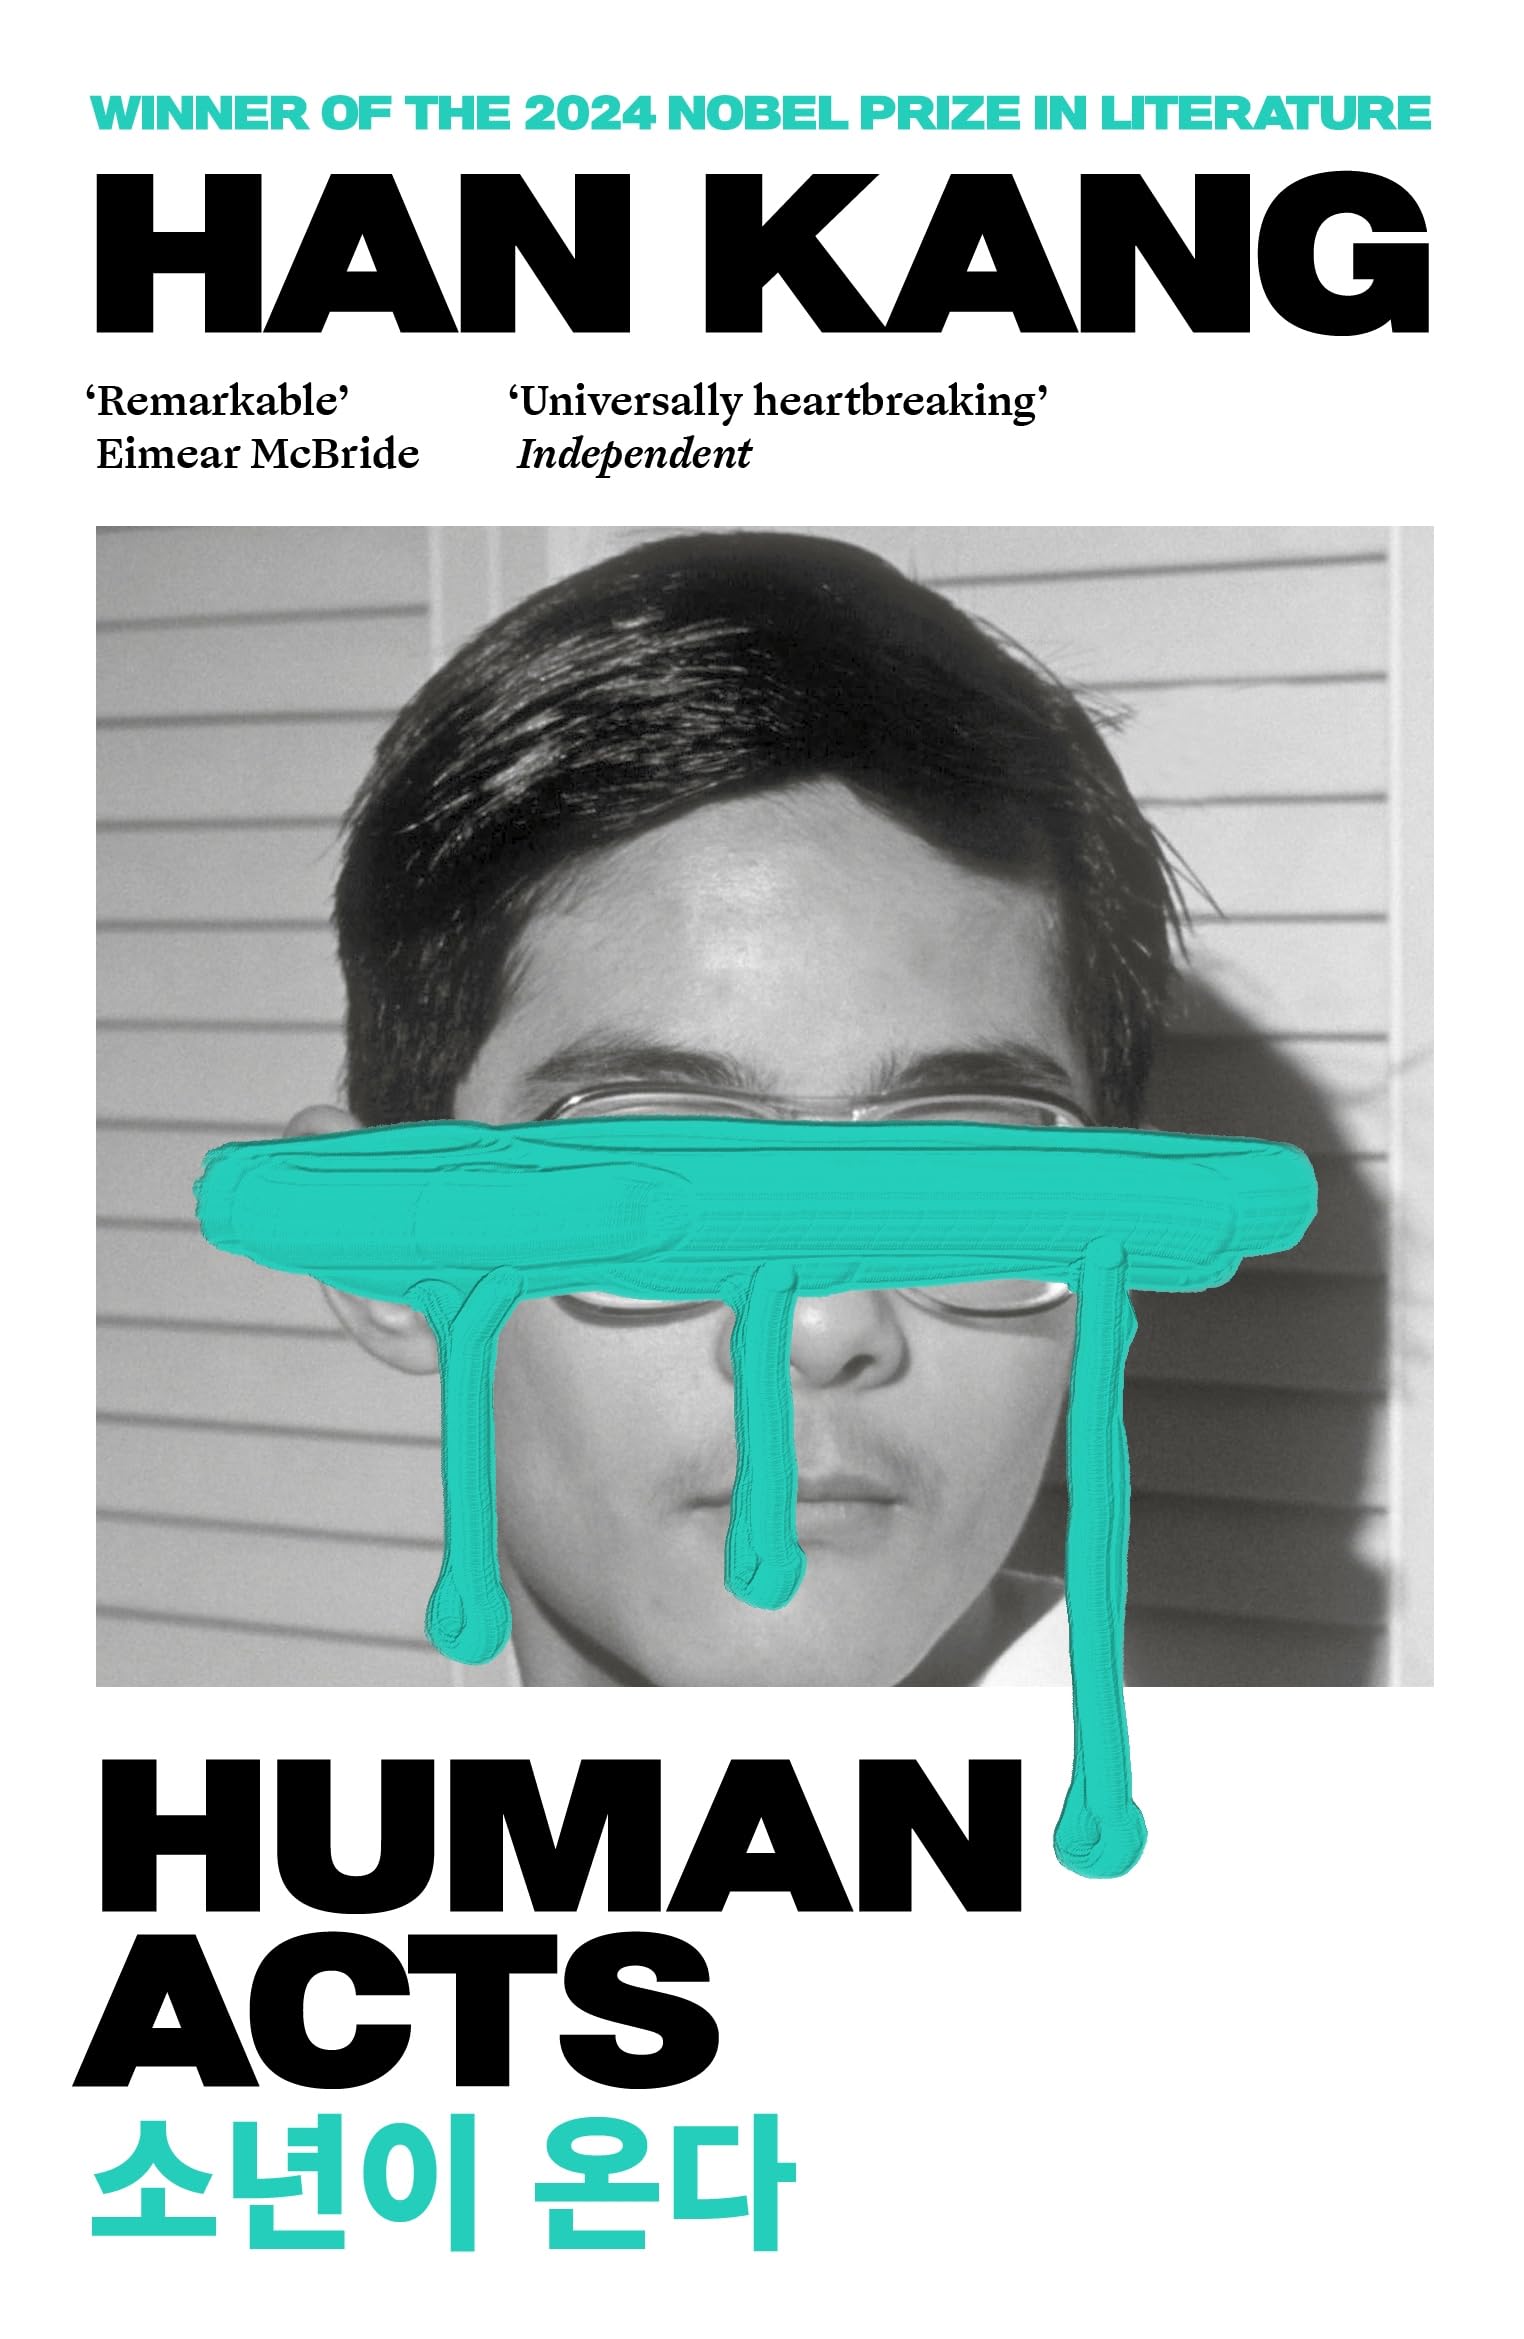 WINNER OF THE 2024 NOBEL PRIZE IN LITERATURE
HAN KANG
‘Remarkable’
Eimear McBride
‘Universally heartbreaking’
Independent
HUMAN
ACTS
소년이 온다